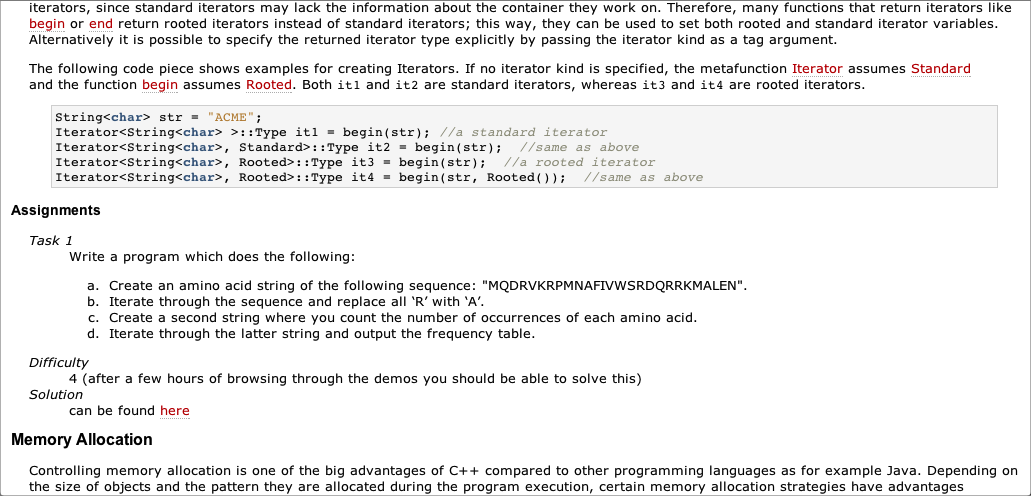 iterators, since standard iterators may lack the information about the container they work on. Therefore, many functions that return iterators like
begin or end return rooted iterators instead of standard iterators; this way, they can be used to set both rooted and standard iterator variables.
Alternatively it is possible to specify the returned iterator type explicitly by passing the iterator kind as a tag argument.
The following code piece shows examples for creating Iterators. If no iterator kind is specified, the metafunction Iterator assumes Standard
and the function begin assumes Rooted. Both it1 and it2 are standard iterators, whereas it3 and it4 are rooted iterators.
String<char> str = "ACME";
Iterator<String<char> >::Type it1 = begin(str); //a standard iterator
Iterator<String<char>, Standard>::Type it2 = begin(str);  //same as above
Iterator<String<char>, Rooted>::Type it3 = begin(str);  //a rooted iterator
Iterator<String<char>, Rooted>::Type it4 = begin(str, Rooted());  //same as above
Assignments
Task 1
Write a program which does the following:
a. Create an amino acid string of the following sequence: "MQDRVKRPMNAFIVWSRDQRRKMALEN".
b. Iterate through the sequence and replace all ‘R’ with ‘A’.
c. Create a second string where you count the number of occurrences of each amino acid.
d. Iterate through the latter string and output the frequency table.
Difficulty
4 (after a few hours of browsing through the demos you should be able to solve this)
Solution
can be found here
Memory Allocation
Controlling memory allocation is one of the big advantages of C++ compared to other programming languages as for example Java. Depending on
the size of objects and the pattern they are allocated during the program execution, certain memory allocation strategies have advantages